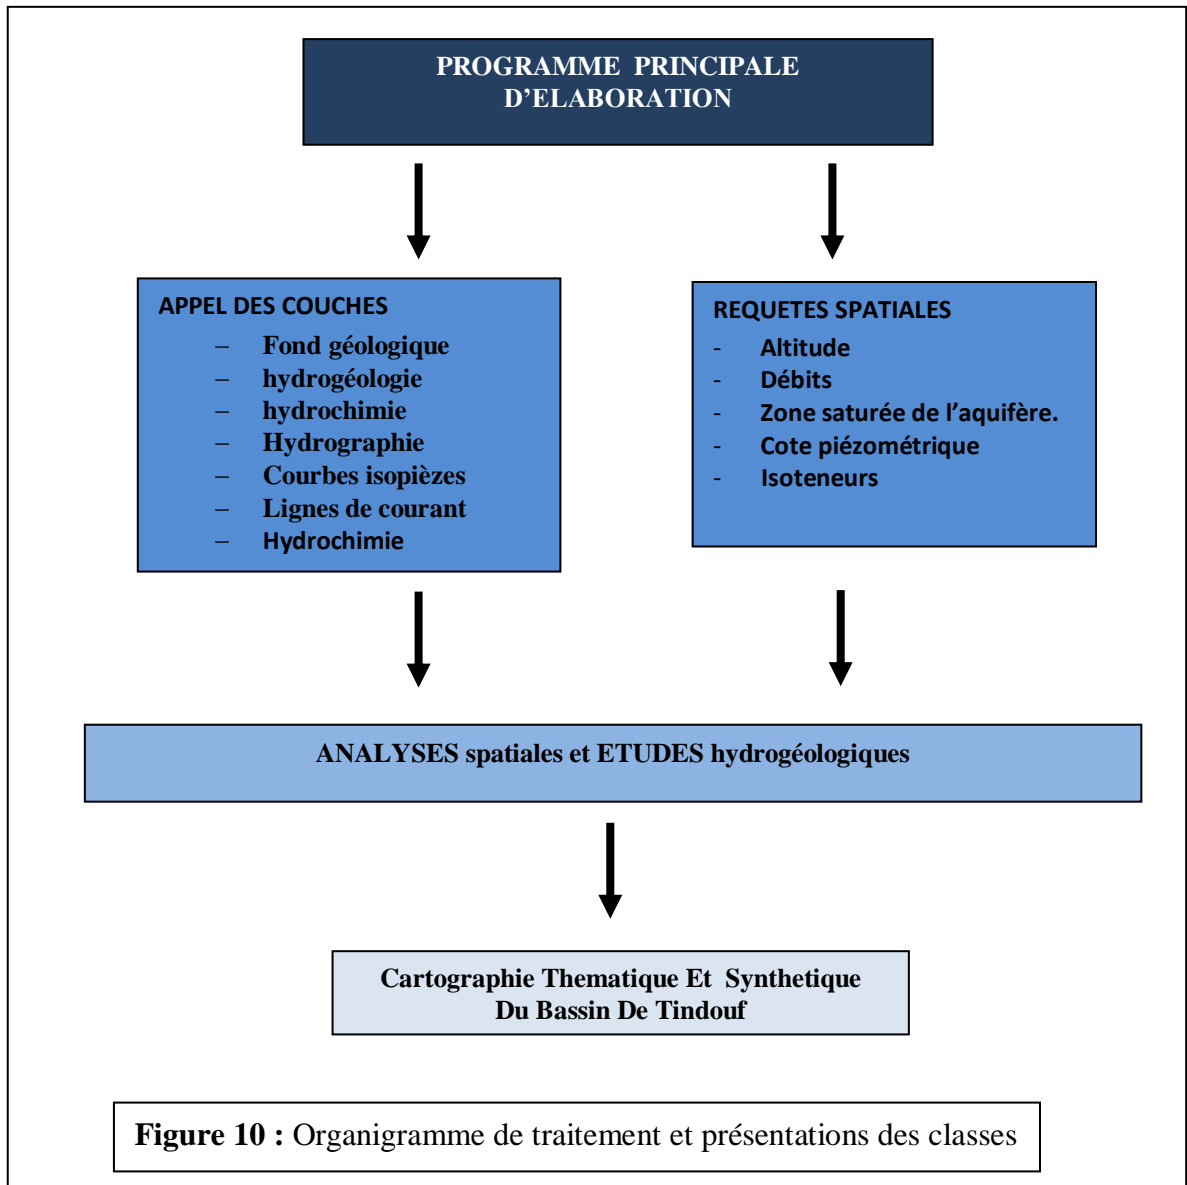 PROGRAMME PRINCIPALE
D’ELABORATION
APPEL DES COUCHES
– Fond géologique
– hydrogéologie
– hydrochimie
– Hydrographie
– Courbes isopièzes
– Lignes de courant
– Hydrochimie
REQUETES SPATIALES
- Altitude
- Débits
- Zone saturée de l’aquifère.
- Cote piézométrique
- Isoteneurs
ANALYSES spatiales et ETUDES hydrogéologiques
Cartographie Thematique Et Synthetique
Du Bassin De Tindouf
Figure 10 : Organigramme de traitement et présentations des classes